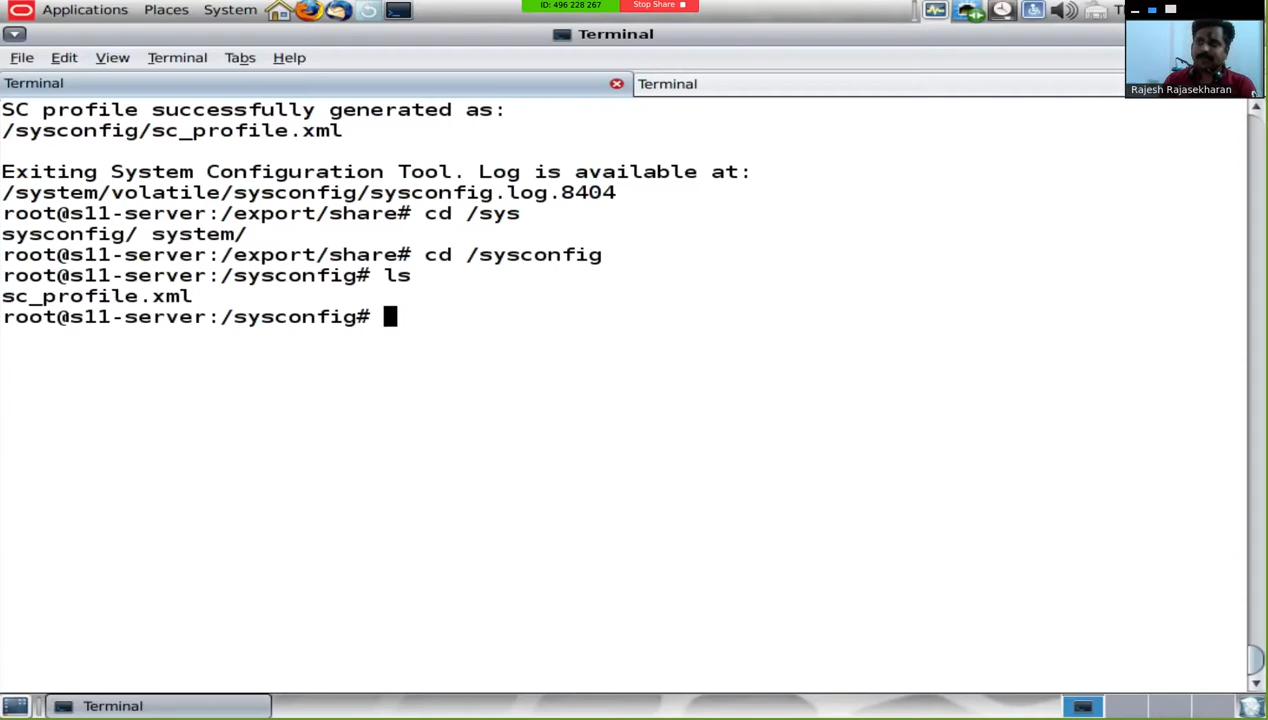 Applications Places System
ID: 496 228 267
Stop Share
Terminal
File Edit View Terminal Tabs Help
Terminal
Terminal
Rajesh Rajasekharan
SC profile successfully generated as:
/sysconfig/sc_profile.xml
Exiting System Configuration Tool. Log is available at:
/system/volatile/sysconfig/sysconfig.log.8404
root@s11-server:/export/share# cd /sys
sysconfig/ system/
root@s11-server:/export/share# cd /sysconfig
root@s11-server:/sysconfig# ls
sc_profile.xml
root@s11-server:/sysconfig#
Terminal